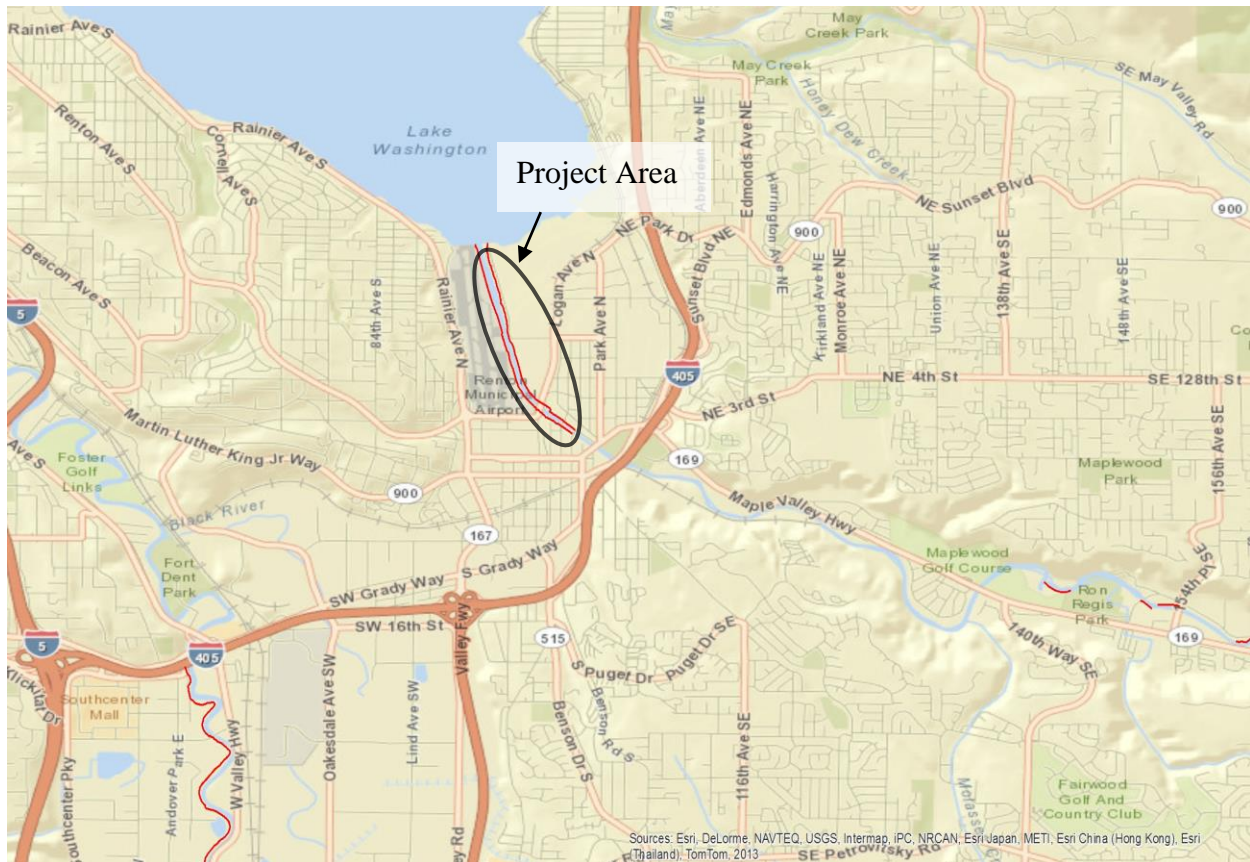 Rainier Ave S
May
Creek Park
May Creek
Park
SE May Valley Rd
Honey Dew Creek
Renton Ave S
Cornell Ave S
Rainier Ave S
Lake
Washington
Project Area
Aberdeen Ave NE
Edmonds Ave NE
Harrington Ave NE
NE Sunset Blvd
900
900
NE Park Dr
Sunset Blvd NE
Kirkland Ave NE
Monroe Ave NE
Union Ave NE
138th Ave SE
148th Ave SE
Beacon Ave S
5
84th Ave S
Rainier Ave N
Logan Ave N
Park Ave N
Renton
Municipal
Airport
405
NE 4th St
SE 128th St
NE 3rd St
Martin Luther King Jr Way
900
169
Maplewood
Park
156th Ave SE
Ave S
Foster
Golf
Links
Black River
167
Maple Valley Hwy
Fort
Dent
Park
SW Grady Way
S Grady Way
Maplewood
Golf Course
Ron
Regis
Park
154th Pl SE
169
140th Way SE
SW 16th St
Valley Fwy
515
S Puget Dr
Puget Dr SE
5
405
Klickitat Dr
Southcenter
Mall
Andover Park E
W Valley Hwy
Oakesdale Ave SW
Lind Ave SW
Benson Dr S
Benson Rd S
116th Ave SE
Southcenter Pkwy
Fairwood
Golf And
Country Club
Sources: Esri, DeLorme, NAVTEQ, USGS, Intermap, iPC, NRCAN, Esri Japan, METI, Esri China (Hong Kong), Esri
(Thailand), TomTom, 2013
SE Petrovitsky Rd